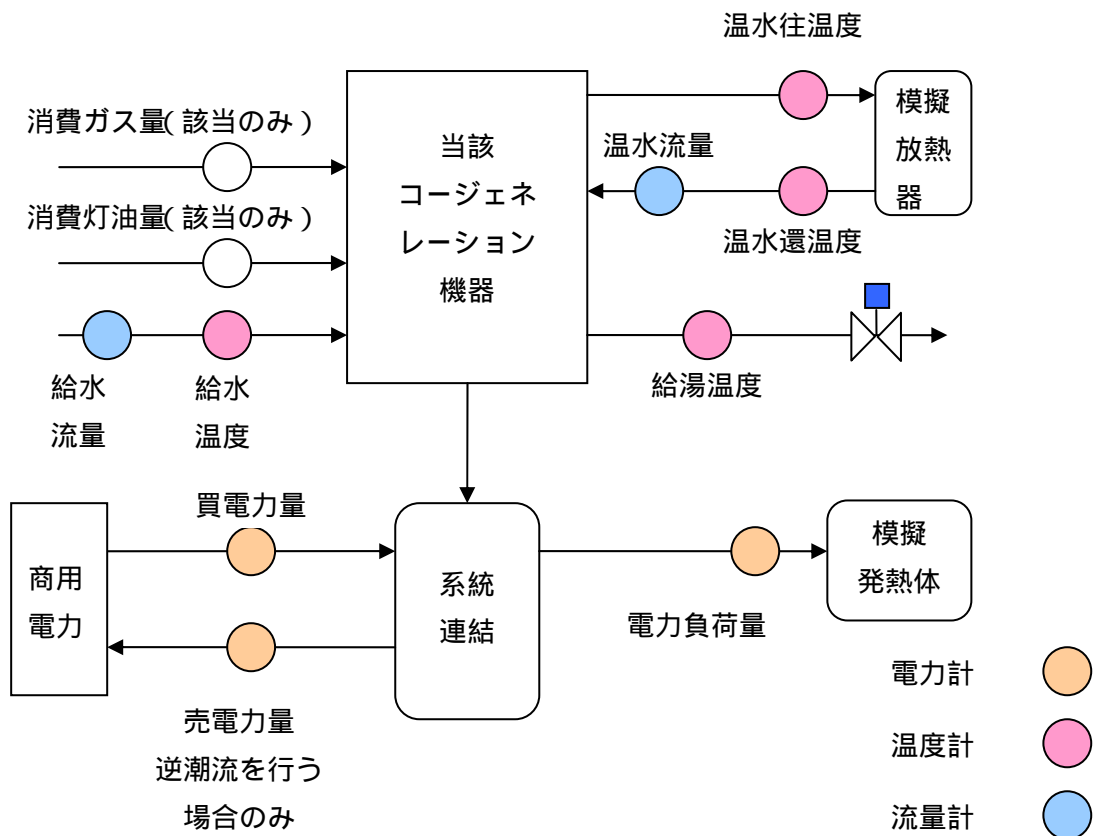 温水往温度
消費ガス量(該当のみ)
当該
コージェネ
レーション
機器
温水流量
模擬
放熱
器
消費灯油量(該当のみ)
温水還温度
給水
流量
給水
温度
給湯温度
買電力量
商用
電力
系統
連結
模擬
発熱体
電力負荷量
売電力量
逆潮流を行う
場合のみ
電力計
温度計
流量計